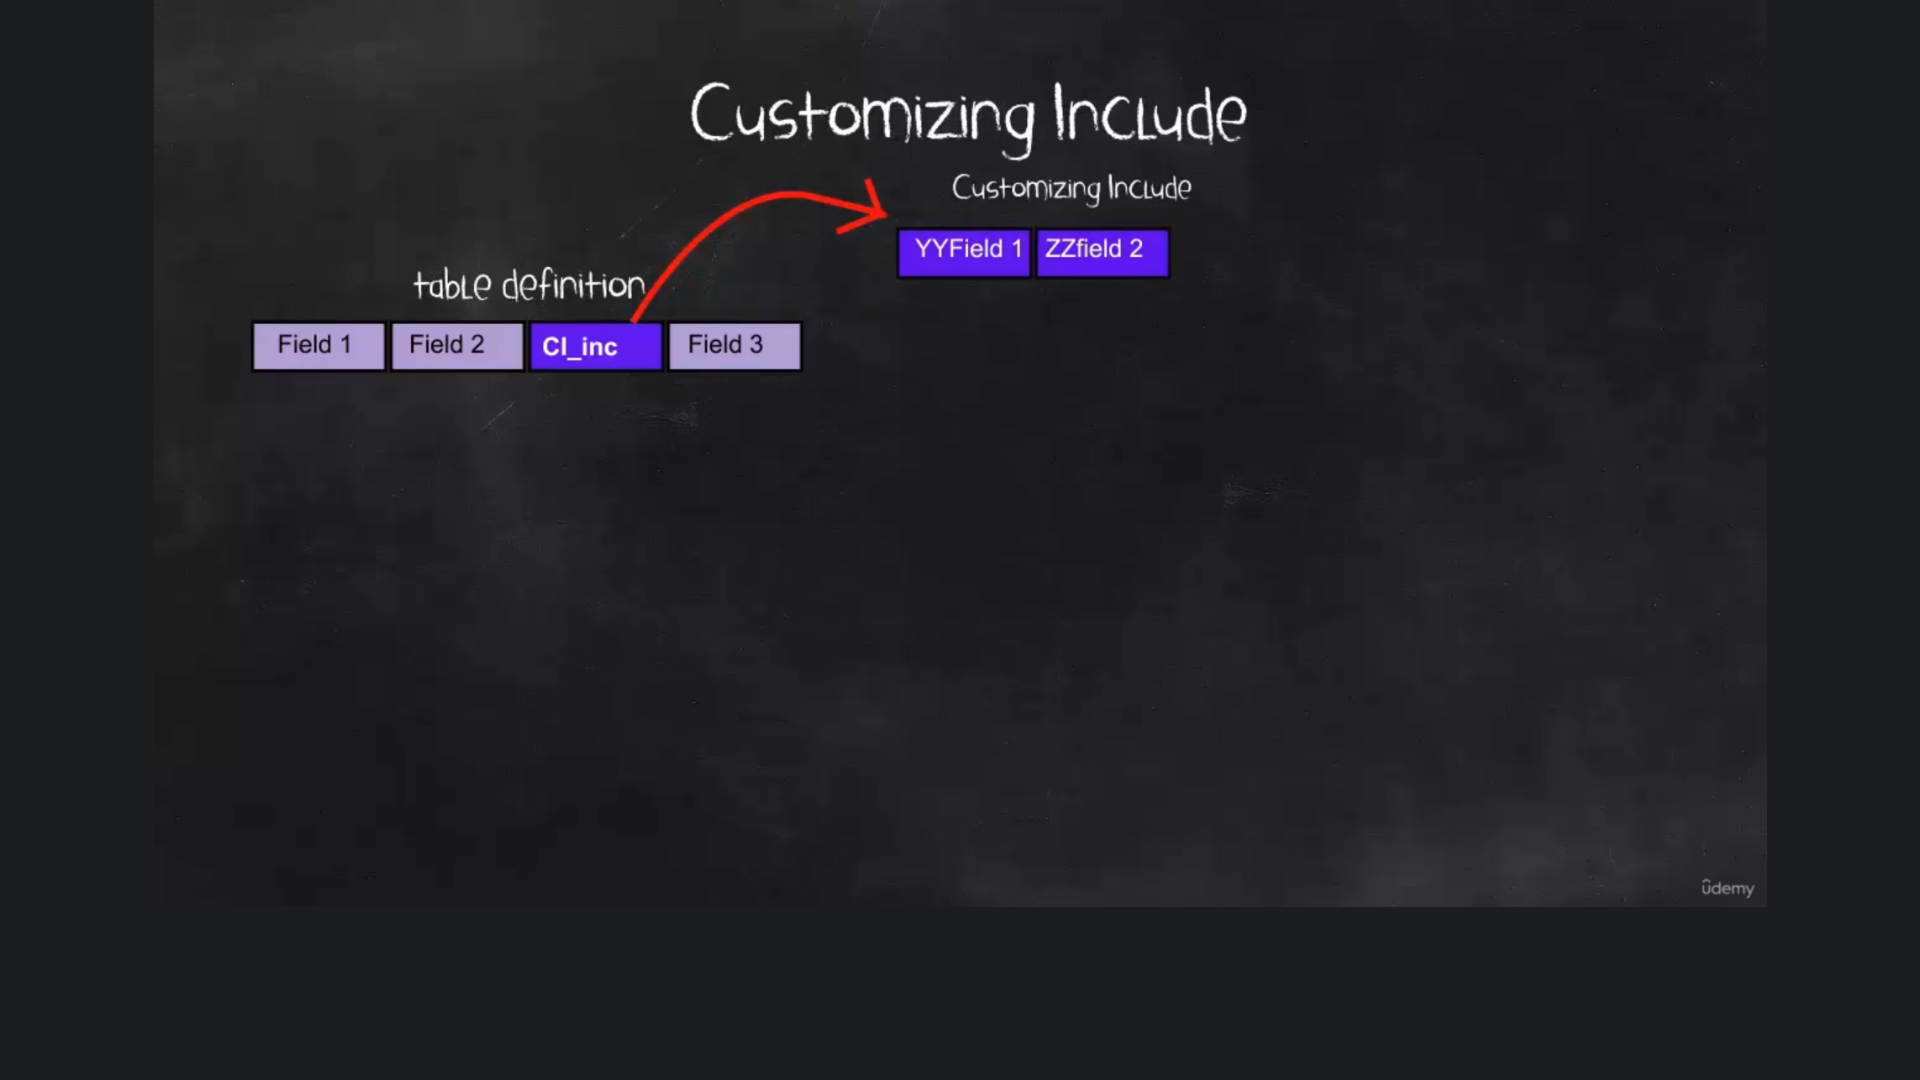 Customizing Include
Customizing Include
YYField 1 ZZfield 2
table definition
Field 1 Field 2 CI_inc Field 3
ûdemy